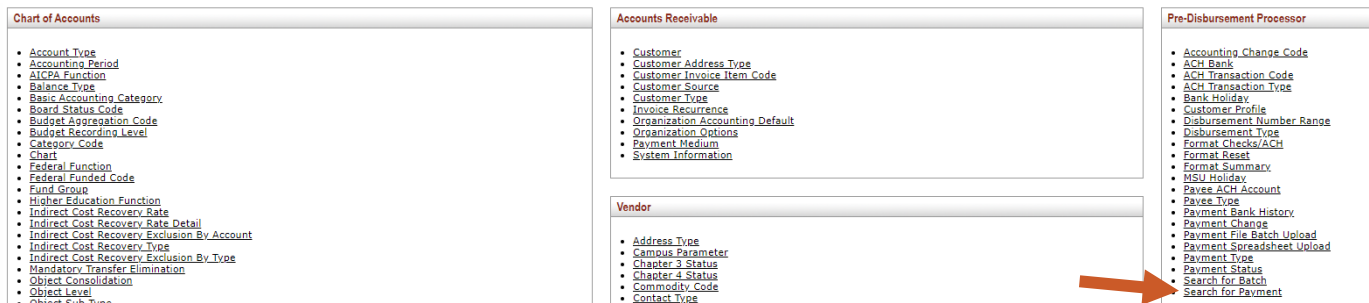 Chart of Accounts
Account Type
Accounting Period
AICPA Function
Balance Type
Basic Accounting Category
Board Status Code
Budget Aggregation Code
Budget Recording Level
Category Code
Chart
Federal Function
Federal Funded Code
Fund Group
Higher Education Function
Indirect Cost Recovery Rate
Indirect Cost Recovery Rate Detail
Indirect Cost Recovery Exclusion By Account
Indirect Cost Recovery Type
Indirect Cost Recovery Exclusion By Type
Mandatory Transfer Elimination
Object Consolidation
Object Level
Object Sub Type
Accounts Receivable
Customer
Customer Address Type
Customer Invoice Item Code
Customer Source
Customer Type
Invoice Recurrence
Organization Accounting Default
Organization Options
Payment Medium
System Information
Vendor
Address Type
Campus Parameter
Chapter 3 Status
Chapter 4 Status
Commodity Code
Contact Type
Pre-Disbursement Processor
Accounting Change Code
ACH Bank
ACH Transaction Code
ACH Transaction Type
Bank Holiday
Customer Profile
Disbursement Number Range
Disbursement Type
Format Checks/ACH
Format Reset
Format Summary
MSU Holiday
Payee ACH Account
Payee Type
Payment Bank History
Payment Change
Payment File Batch Upload
Payment Spreadsheet Upload
Payment Type
Payment Status
Search for Batch
Search for Payment